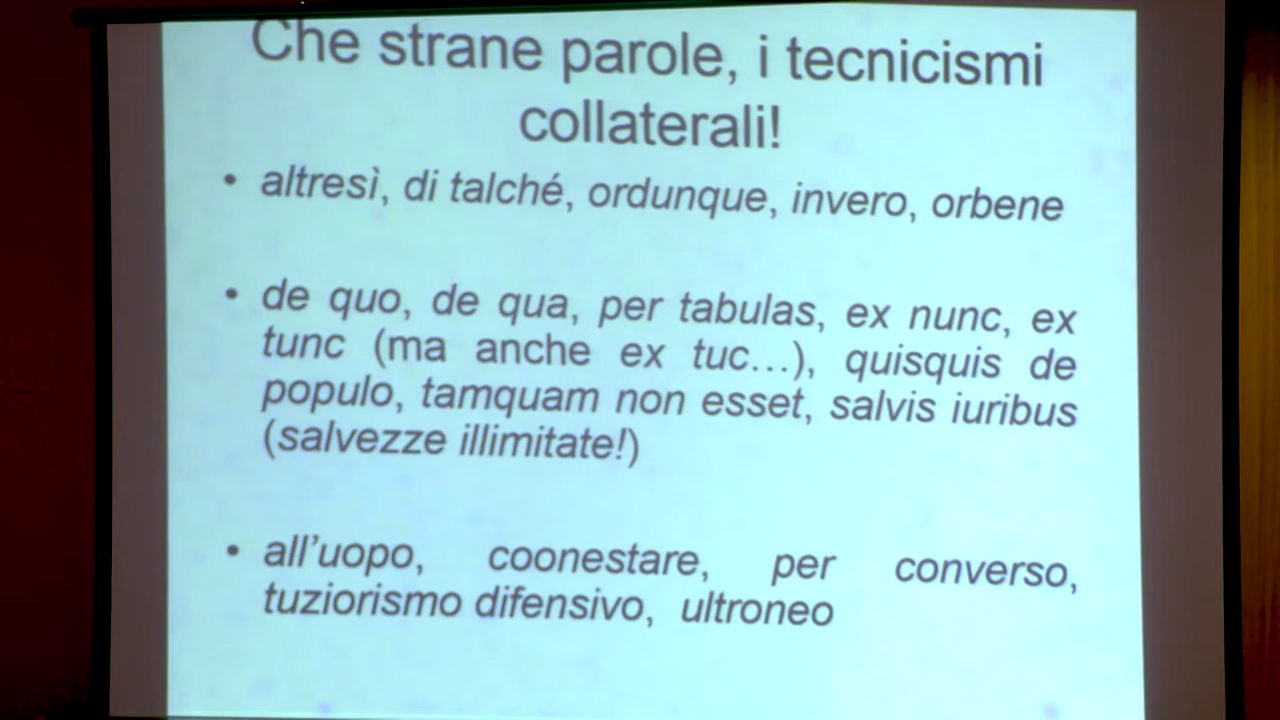 Che strane parole, i tecnicismi
collaterali!
• altresì, di talché, ordunque, invero, orbene
• de quo, de qua, per tabulas, ex nunc, ex
tunc (ma anche ex tuc...), quisquis de
populo, tamquam non esset, salvis iuribus
(salvezze illimitate!)
• all'uopo, coonestare, per converso,
tuziorismo difensivo, ultroneo